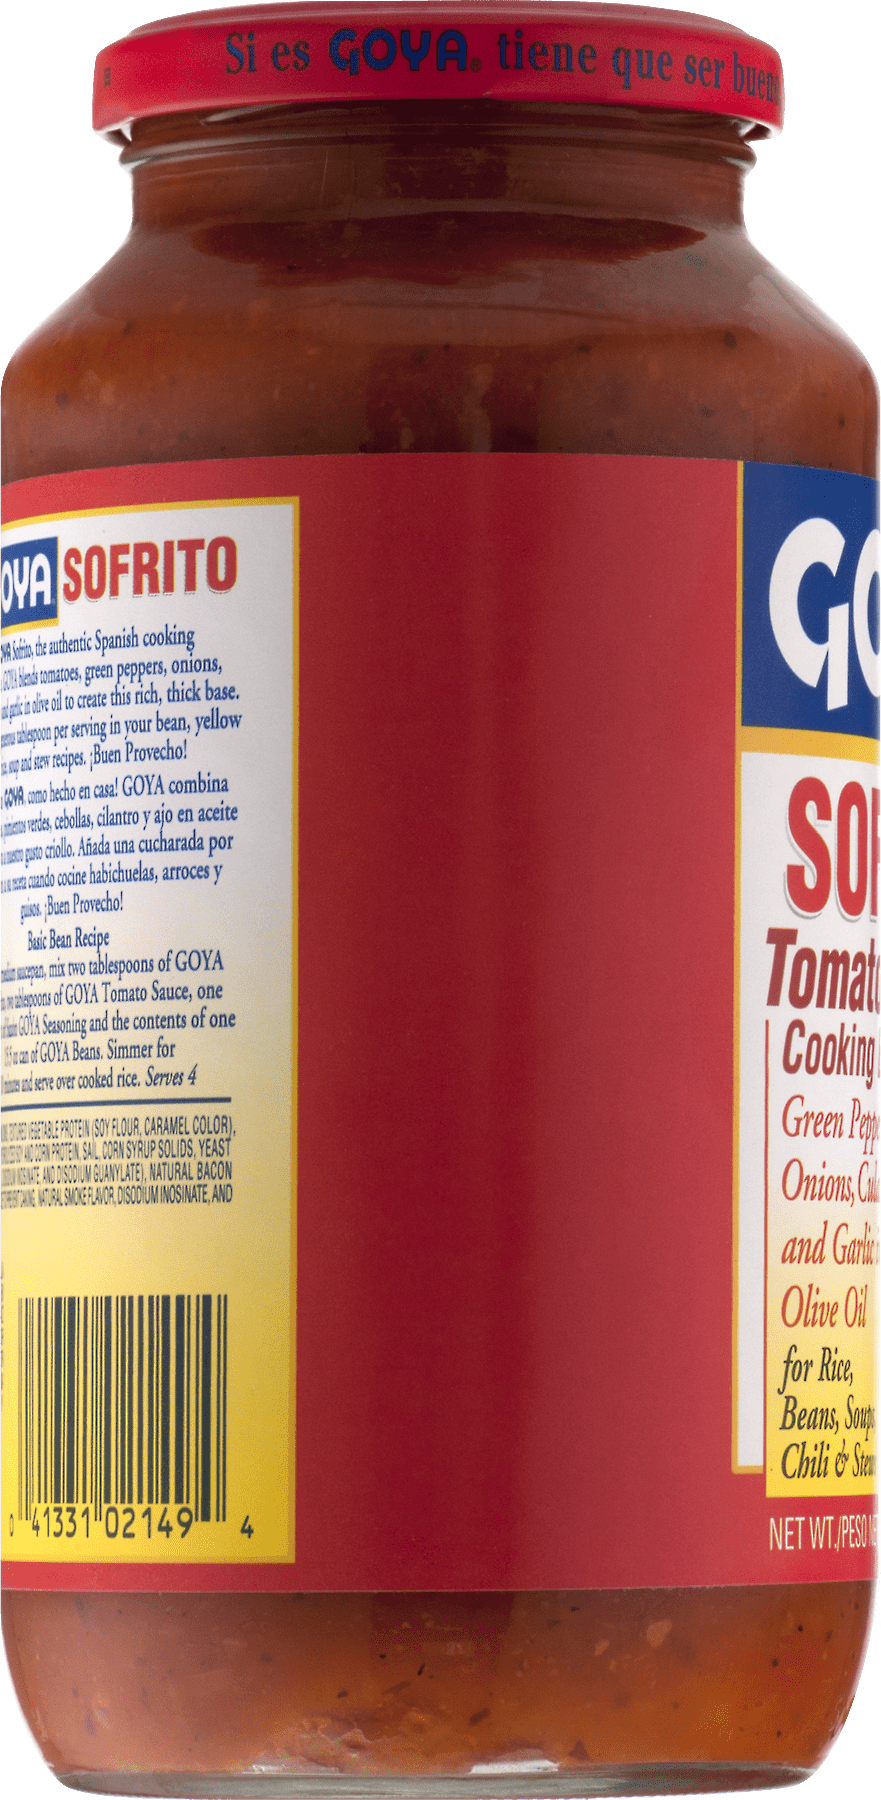 Si es GOYA. tiene que ser
OYA SOFRITO
Sofrito, the authentic Spanish cooking
GOYA blends tomatoes, green peppers, onions,
and garlic in olive oil to create this rich, thick base.
tablespoon per serving in your bean, yellow
soup and stew recipes. ¡Buen Provecho!
GOYA, como hecho en casa! GOYA combina
pimientos verdes, cebollas, cilantro y ajo en aceite
a nuestro gusto criollo. Añada una cucharada por
receta cuando cocine habichuelas, arroces y
guisos. ¡Buen Provecho!
Basic Bean Recipe
saucepan, mix two tablespoons of GOYA
two tablespoons of GOYA Tomato Sauce, one
GOYA Seasoning and the contents of one
15.5 oz can of GOYA Beans. Simmer for
minutes and serve over cooked rice. Serves 4
VEGETABLE PROTEIN (SOY FLOUR, CARAMEL COLOR),
SOY AND CORN PROTEIN, SAIL, CORN SYRUP SOLIDS, YEAST
INOSINATE AND DISODIUM GUANYLATE), NATURAL BACON
CAKING, NATURAL SMOKE FLAVOR, DISODIUM INOSINATE, AND
0 41331 02149 4
GO
SOF
Tomato
Cooking
Green Peppe
Onions,
and Garlic
Olive Oil
for Rice,
Beans, Soups,
Chili & Stews
NET WT./PESO